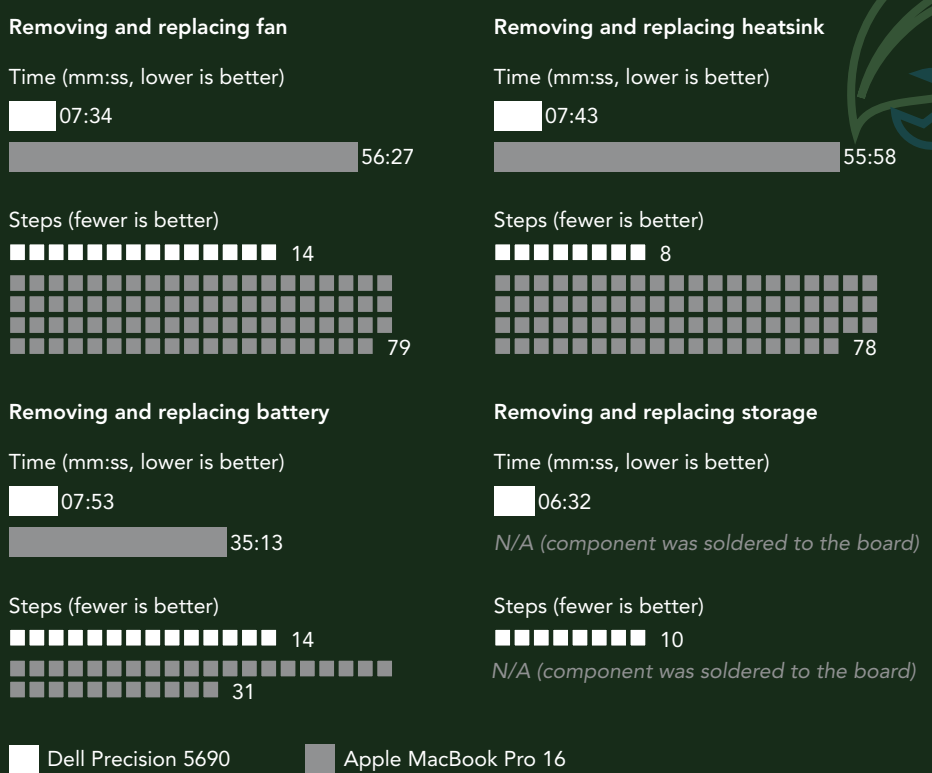 Removing and replacing fan
Time (mm:ss, lower is better)
07:34
56:27
Steps (fewer is better)
14
79
Removing and replacing heatsink
Time (mm:ss, lower is better)
07:43
55:58
Steps (fewer is better)
8
78
Removing and replacing battery
Time (mm:ss, lower is better)
07:53
35:13
Steps (fewer is better)
14
31
Removing and replacing storage
Time (mm:ss, lower is better)
06:32
N/A (component was soldered to the board)
Steps (fewer is better)
10
N/A (component was soldered to the board)
Dell Precision 5690
Apple MacBook Pro 16